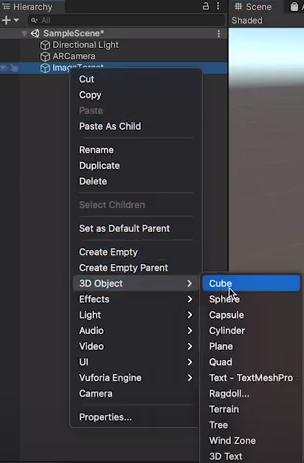 Hierarchy
Scene
All
Shaded
SampleScene*
Directional Light
ARCamera
ImageTarget
Cut
Copy
Paste
Paste As Child
Rename
Duplicate
Delete
Select Children
Set as Default Parent
Create Empty
Create Empty Parent
3D Object
Effects
Light
Audio
Video
UI
Vuforia Engine
Camera
Properties...
Cube
Sphere
Capsule
Cylinder
Plane
Quad
Text - TextMeshPro
Ragdoll...
Terrain
Tree
Wind Zone
3D Text